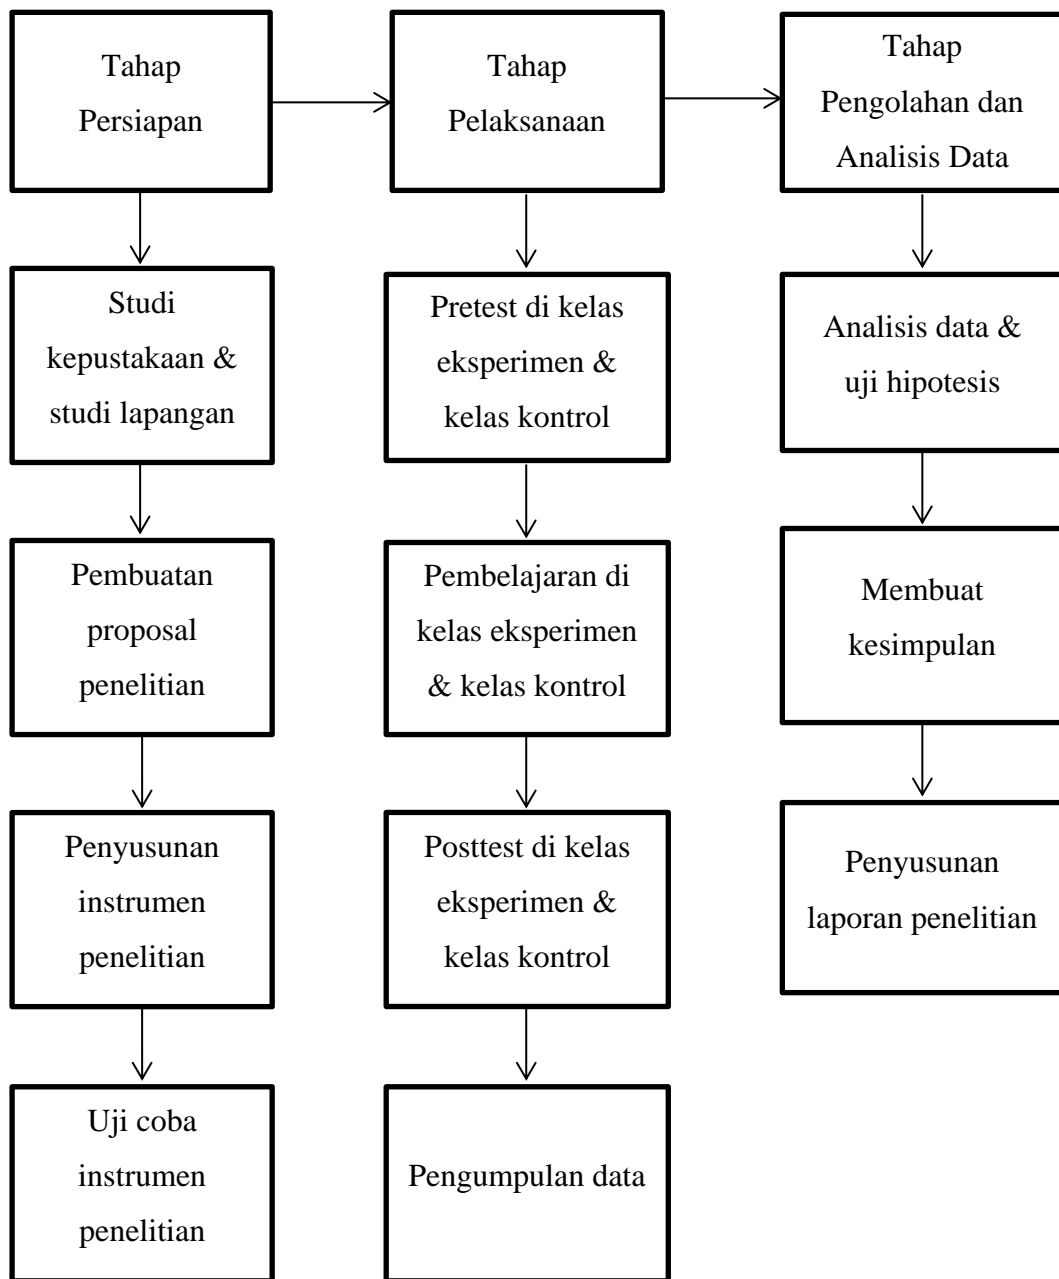 Tahap
Persiapan
Tahap
Pelaksanaan
Tahap
Pengolahan dan
Analisis Data
Studi
kepustakaan &
studi lapangan
Pretest di kelas
eksperimen &
kelas kontrol
Analisis data &
uji hipotesis
Pembuatan
proposal
penelitian
Pembelajaran di
kelas eksperimen
& kelas kontrol
Membuat
kesimpulan
Penyusunan
instrumen
penelitian
Posttest di kelas
eksperimen &
kelas kontrol
Penyusunan
laporan penelitian
Uji coba
instrumen
penelitian
Pengumpulan data